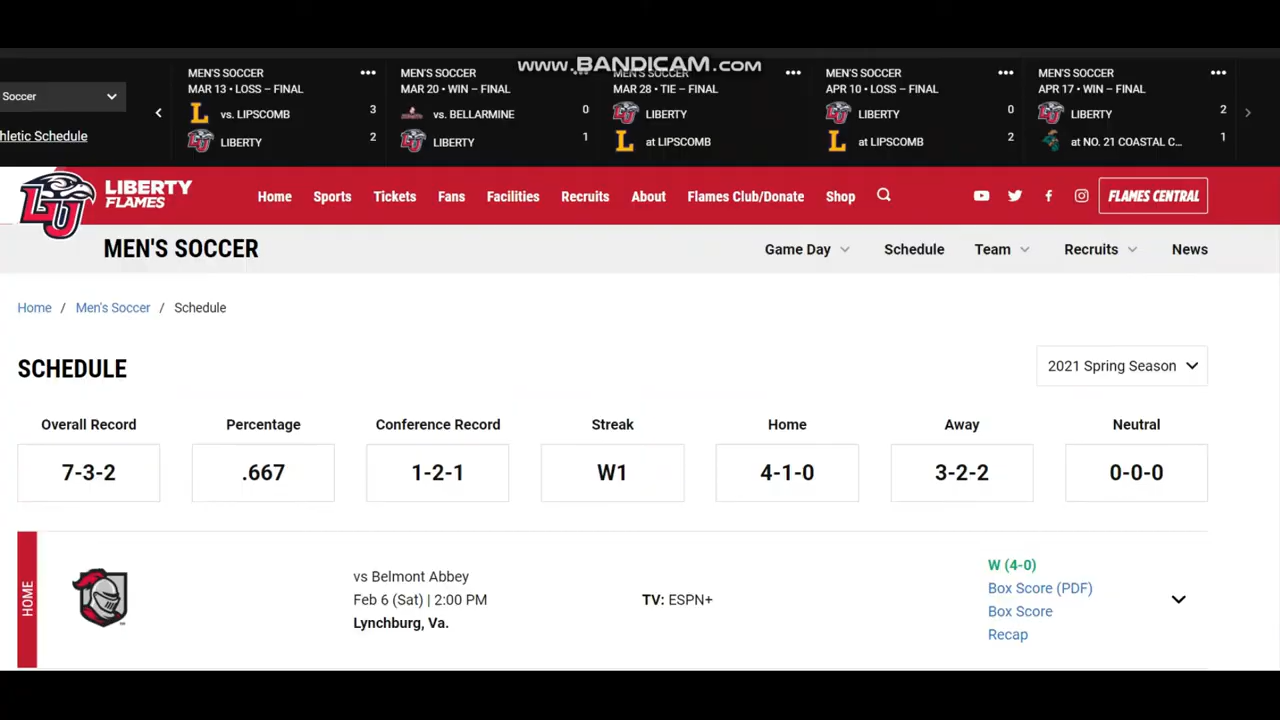 www.BANDICAM.com
Soccer
hletic Schedule
MEN'S SOCCER
MAR 13 • LOSS – FINAL
vs. LIPSCOMB 3
LIBERTY 2
MEN'S SOCCER
MAR 20 • WIN – FINAL
vs. BELLARMINE 0
LIBERTY 1
MEN'S SOCCER
MAR 28 • TIE – FINAL
LIBERTY
at LIPSCOMB
MEN'S SOCCER
APR 10 • LOSS – FINAL
LIBERTY 0
at LIPSCOMB 2
MEN'S SOCCER
APR 17 • WIN – FINAL
LIBERTY 2
at NO. 21 COASTAL C... 1
LU
LIBERTY
FLAMES
Home Sports Tickets Fans Facilities Recruits About Flames Club/Donate Shop
FLAMES CENTRAL
MEN'S SOCCER
Game Day Schedule Team Recruits News
Home / Men's Soccer / Schedule
SCHEDULE
2021 Spring Season
Overall Record Percentage Conference Record Streak Home Away Neutral
7-3-2 .667 1-2-1 W1 4-1-0 3-2-2 0-0-0
HOME
vs Belmont Abbey
Feb 6 (Sat) | 2:00 PM
Lynchburg, Va.
TV: ESPN+
W (4-0)
Box Score (PDF)
Box Score
Recap